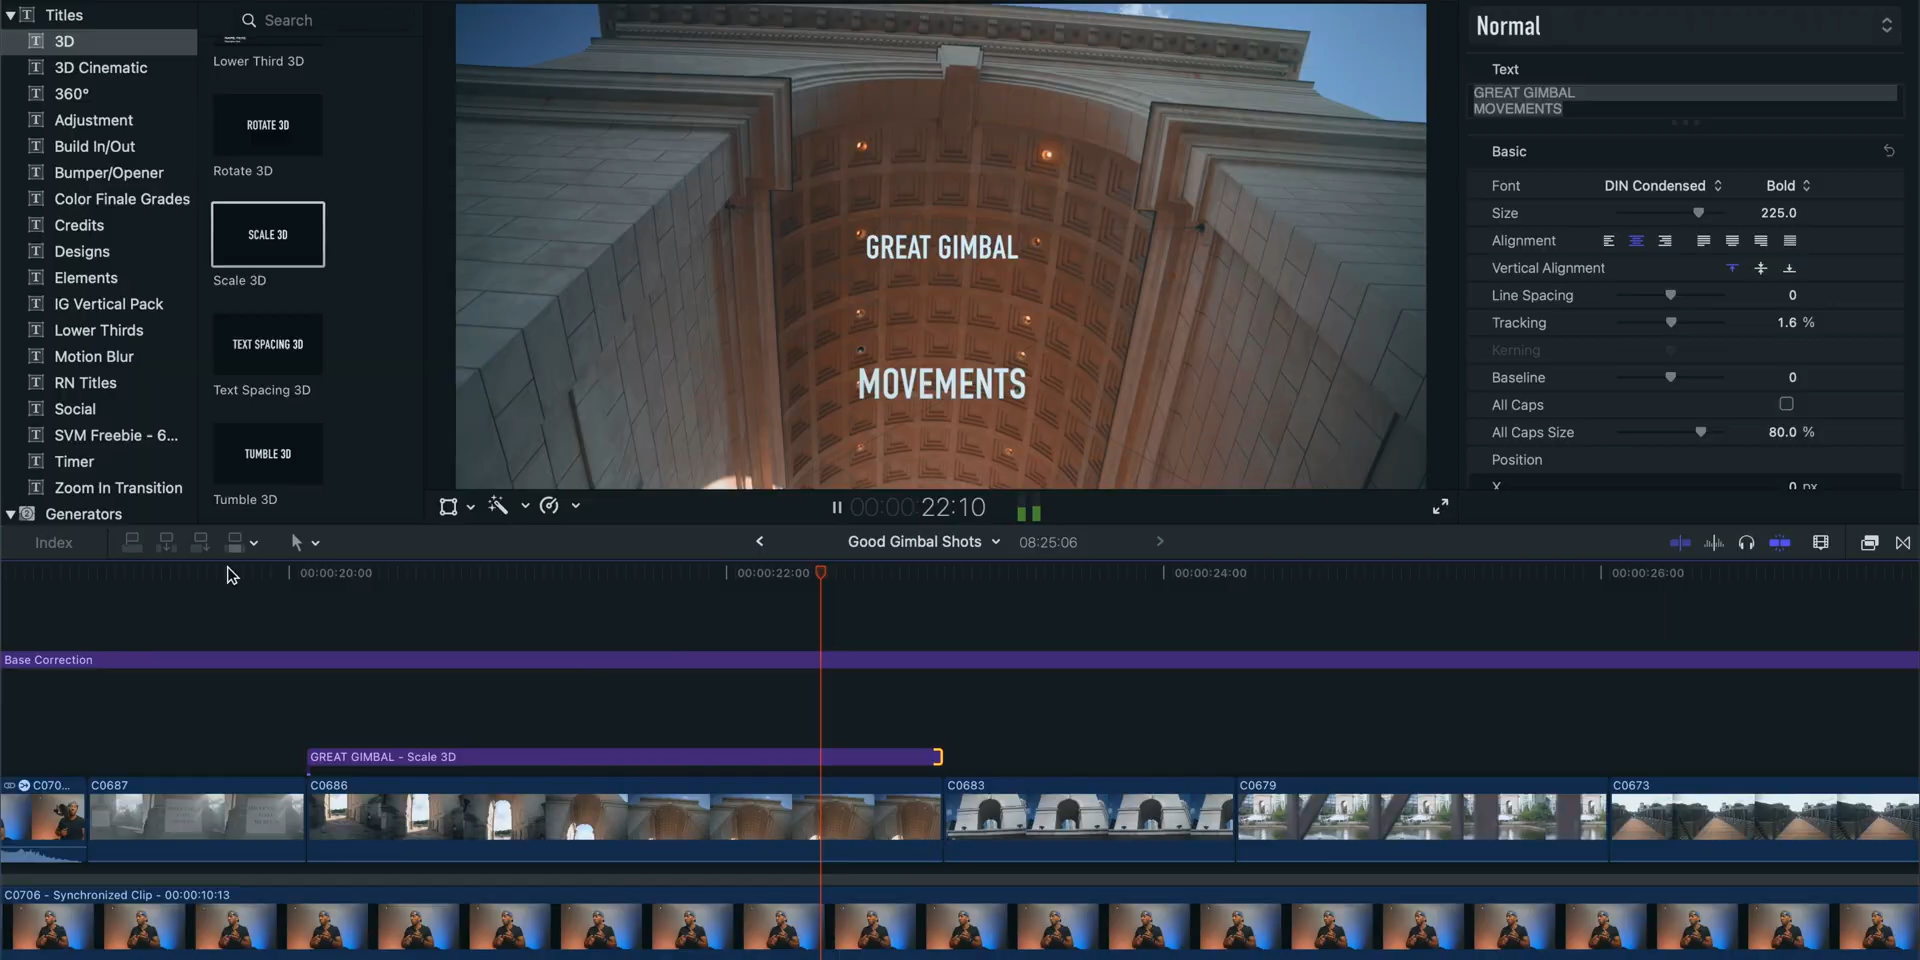 Titles
3D
3D Cinematic
360°
Adjustment
Build In/Out
Bumper/Opener
Color Finale Grades
Credits
Designs
Elements
IG Vertical Pack
Lower Thirds
Motion Blur
RN Titles
Social
SVM Freebie - 6...
Timer
Zoom In Transition
Generators
Search
Lower Third 3D
ROTATE 3D
Rotate 3D
SCALE 3D
Scale 3D
TEXT SPACING 3D
Text Spacing 3D
TUMBLE 3D
Tumble 3D
GREAT GIMBAL
MOVEMENTS
00:00:22:10
Normal
Text
GREAT GIMBAL
MOVEMENTS
Basic
Font DIN Condensed Bold
Size 225.0
Alignment
Vertical Alignment
Line Spacing 0
Tracking 1.6 %
Kerning
Baseline 0
All Caps
All Caps Size 80.0 %
Position
X 0 px
Index
Good Gimbal Shots 08:25:06
00:00:20:00 00:00:22:00 00:00:24:00 00:00:26:00
Base Correction
GREAT GIMBAL - Scale 3D
C070... C0687 C0686 C0683 C0679 C0673
C0706 - Synchronized Clip - 00:00:10:13